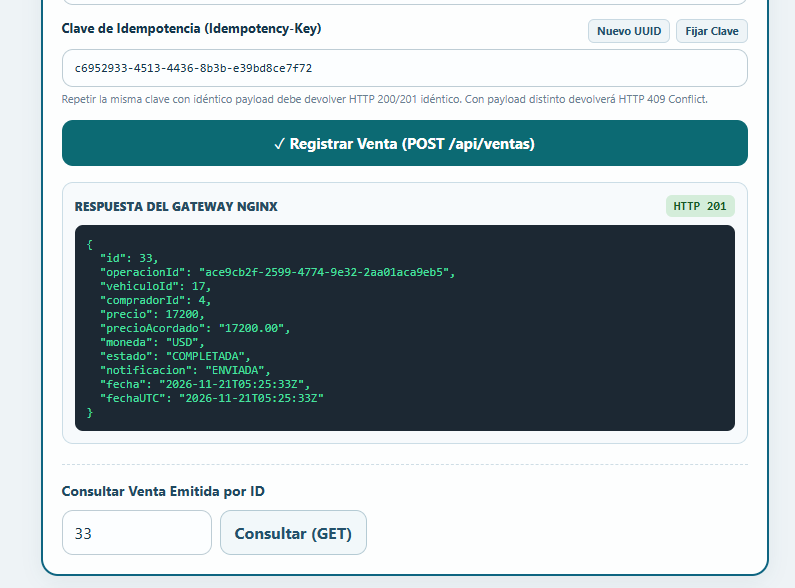 Clave de Idempotencia (Idempotency-Key)
Nuevo UUID
Fijar Clave
c6952933-4513-4436-8b3b-e39bd8ce7f72
Repetir la misma clave con idéntico payload debe devolver HTTP 200/201 idéntico. Con payload distinto devolverá HTTP 409 Conflict.
✓ Registrar Venta (POST /api/ventas)
RESPUESTA DEL GATEWAY NGINX
HTTP 201
{
  "id": 33,
  "operacionId": "ace9cb2f-2599-4774-9e32-2aa01aca9eb5",
  "vehiculoId": 17,
  "compradorId": 4,
  "precio": 17200,
  "precioAcordado": "17200.00",
  "moneda": "USD",
  "estado": "COMPLETADA",
  "notificacion": "ENVIADA",
  "fecha": "2026-11-21T05:25:33Z",
  "fechaUTC": "2026-11-21T05:25:33Z"
}
Consultar Venta Emitida por ID
33
Consultar (GET)